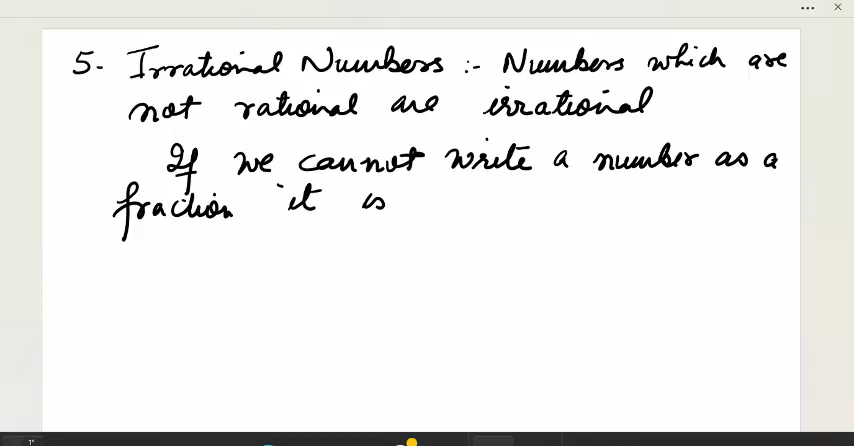 5- Irrational Numbers :- Numbers which are
not rational are irrational
If we cannot write a number as a
fraction it is
1°